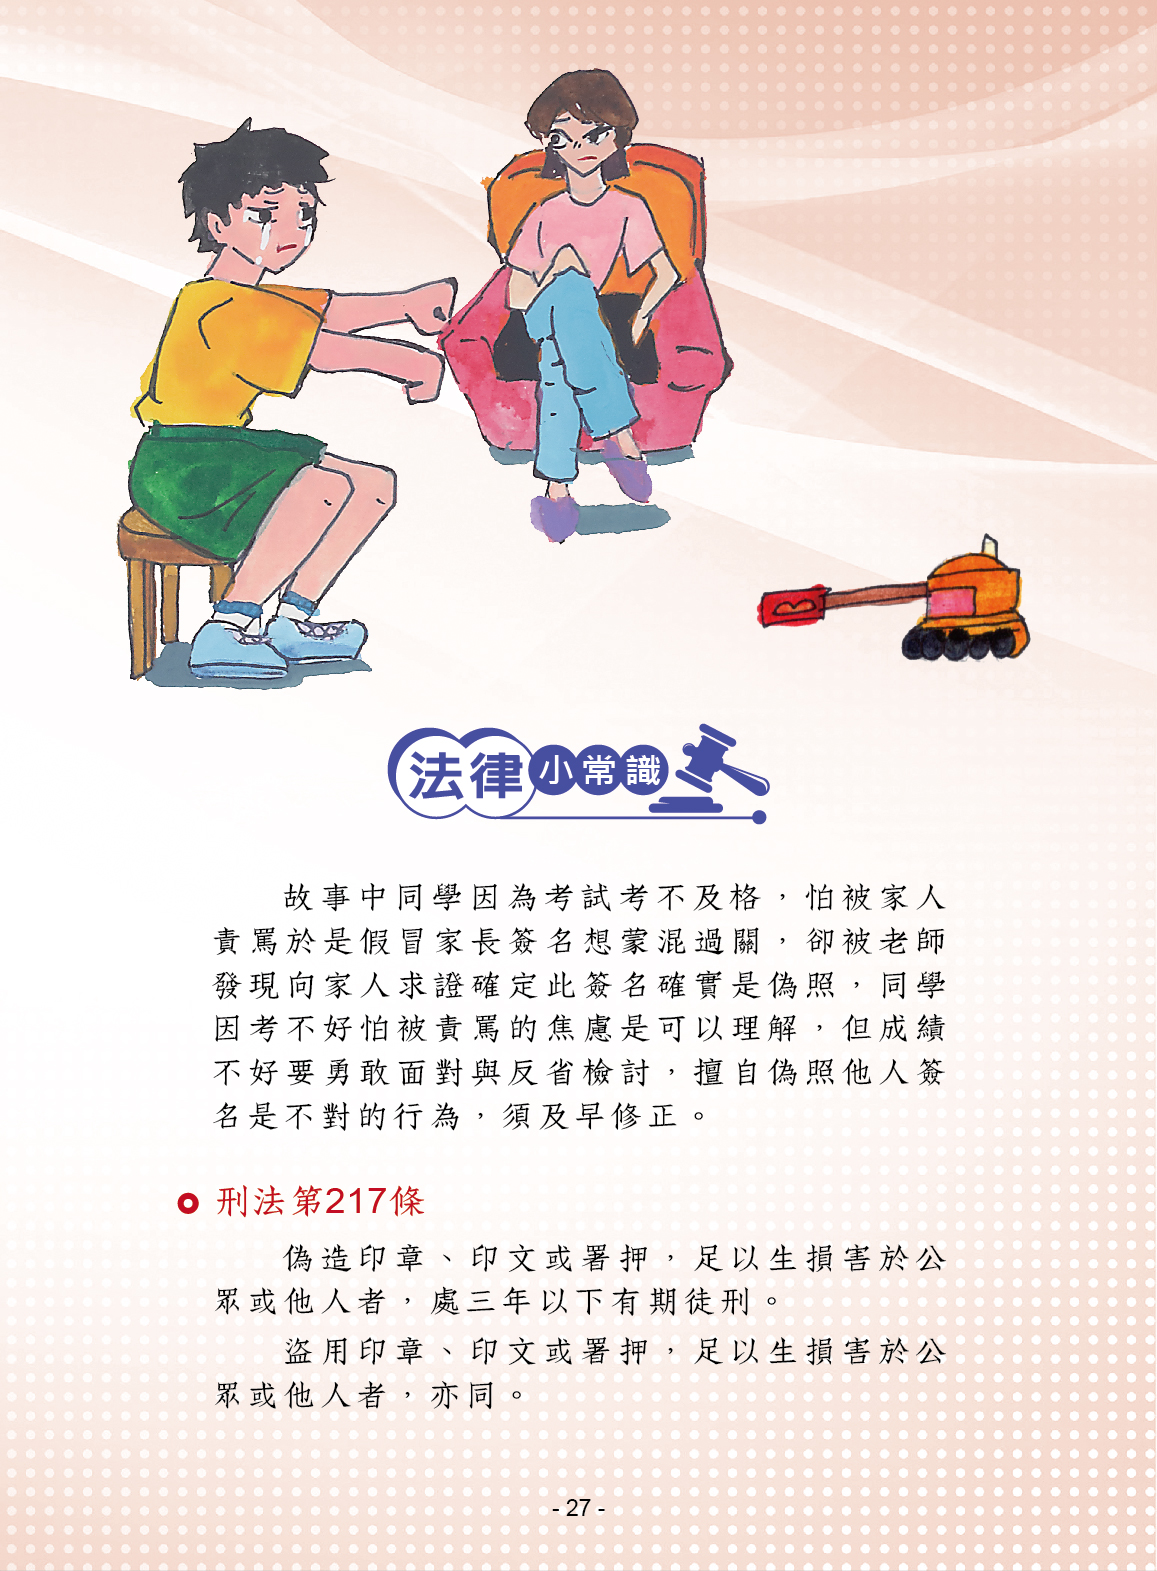 法律小常識
故事中同學因為考試考不及格，怕被家人
責罵於是假冒家長簽名想蒙混過關，卻被老師
發現向家人求證確定此簽名確實是偽照，同學
因考不好怕被責罵的焦慮是可以理解，但成績
不好要勇敢面對與反省檢討，擅自偽照他人簽
名是不對的行為，須及早修正。
刑法第217條
偽造印章、印文或署押，足以生損害於公
眾或他人者，處三年以下有期徒刑。
盜用印章、印文或署押，足以生損害於公
眾或他人者，亦同。
- 27 -